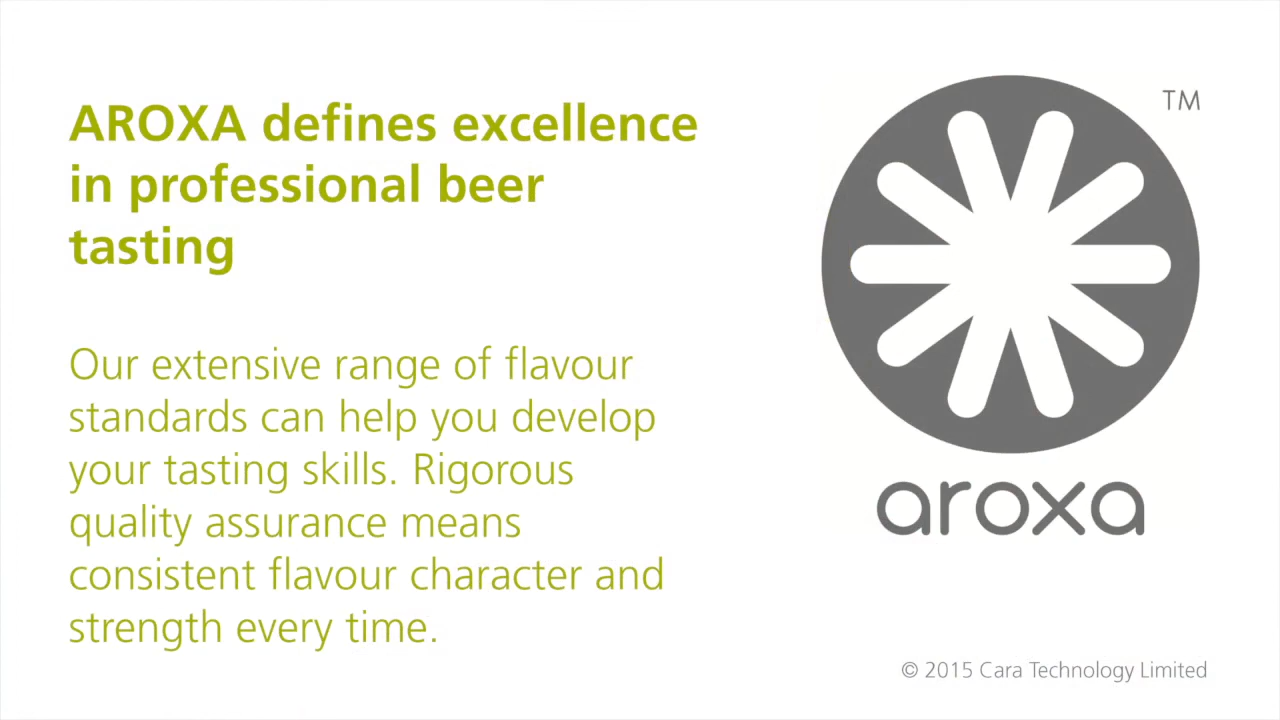 AROXA defines excellence
in professional beer
tasting
Our extensive range of flavour
standards can help you develop
your tasting skills. Rigorous
quality assurance means
consistent flavour character and
strength every time.
TM
aroxa
© 2015 Cara Technology Limited